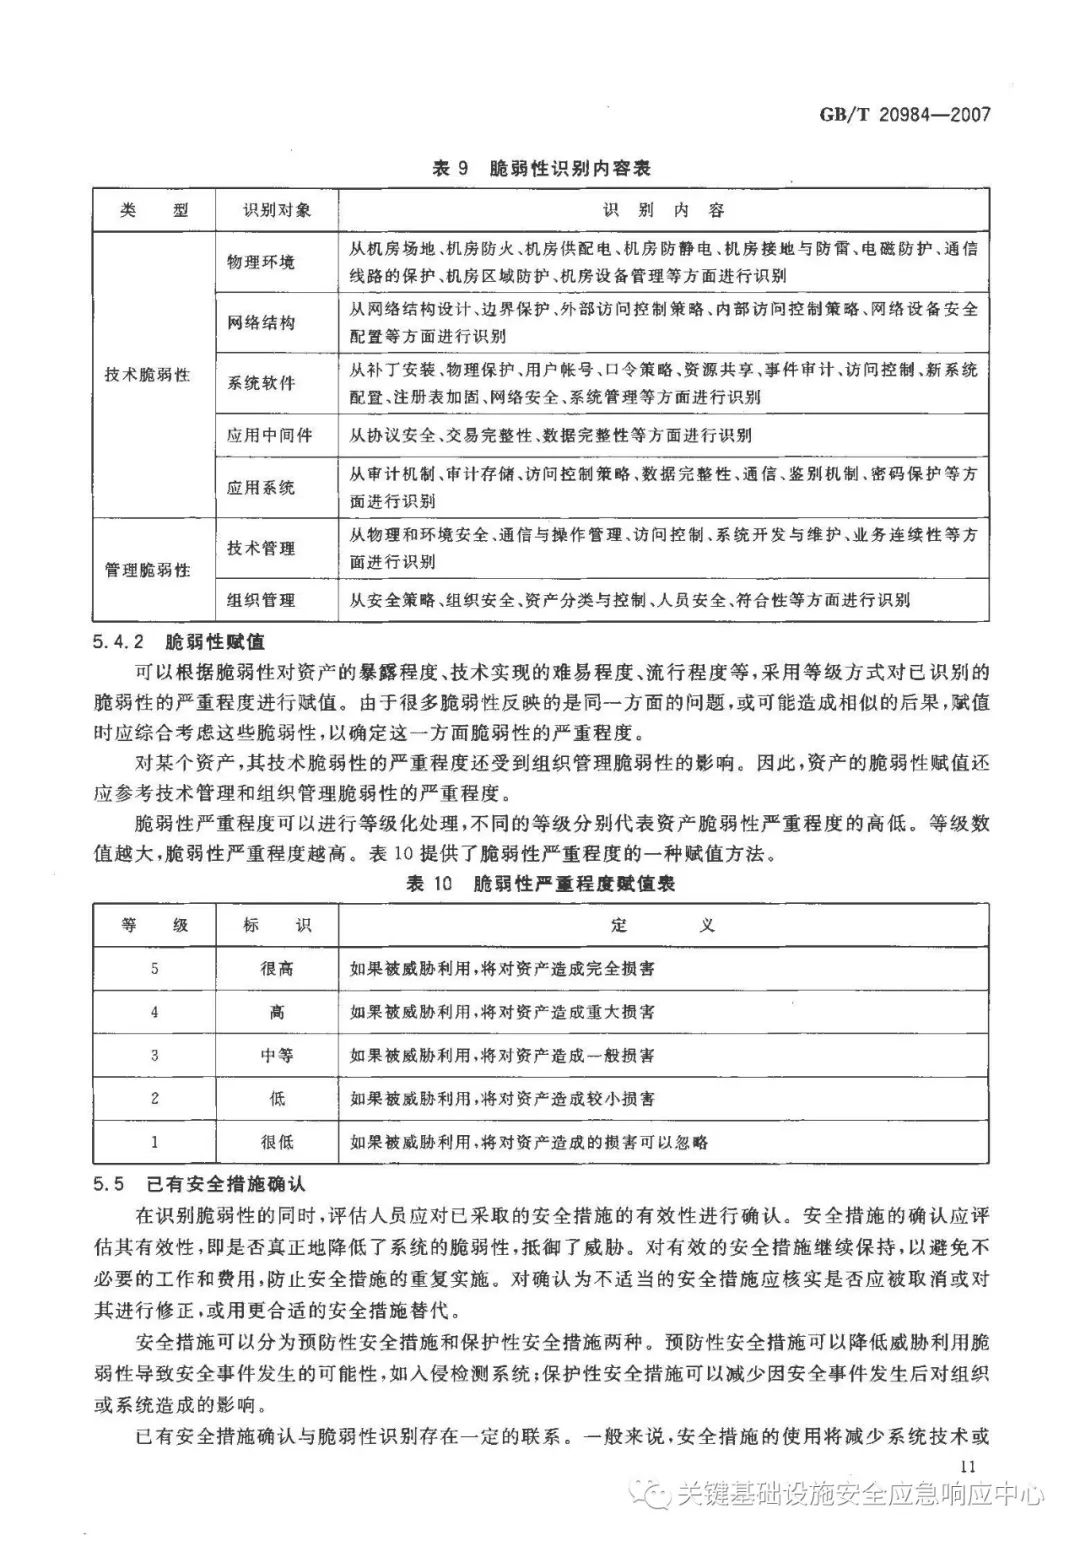 GB/T 20984—2007
表 9 脆弱性识别内容表
类 型 识别对象 识 别 内 容
技术脆弱性
物理环境
从机房场地、机房防火、机房供配电、机房防静电、机房接地与防雷、电磁防护、通信
线路的保护、机房区域防护、机房设备管理等方面进行识别
网络结构
从网络结构设计、边界保护、外部访问控制策略、内部访问控制策略、网络设备安全
配置等方面进行识别
系统软件
从补丁安装、物理保护、用户帐号、口令策略、资源共享、事件审计、访问控制、新系统
配置、注册表加固、网络安全、系统管理等方面进行识别
应用中间件 从协议安全、交易完整性、数据完整性等方面进行识别
应用系统
从审计机制、审计存储、访问控制策略、数据完整性、通信、鉴别机制、密码保护等方
面进行识别
管理脆弱性
技术管理
从物理和环境安全、通信与操作管理、访问控制、系统开发与维护、业务连续性等方
面进行识别
组织管理 从安全策略、组织安全、资产分类与控制、人员安全、符合性等方面进行识别
5.4.2 脆弱性赋值
可以根据脆弱性对资产的暴露程度、技术实现的难易程度、流行程度等,采用等级方式对已识别的
脆弱性的严重程度进行赋值。由于很多脆弱性反映的是同一方面的问题,或可能造成相似的后果,赋值
时应综合考虑这些脆弱性,以确定这一方面脆弱性的严重程度。
对某个资产,其技术脆弱性的严重程度还受到组织管理脆弱性的影响。因此,资产的脆弱性赋值还
应参考技术管理和组织管理脆弱性的严重程度。
脆弱性严重程度可以进行等级化处理,不同的等级分别代表资产脆弱性严重程度的高低。等级数
值越大,脆弱性严重程度越高。表 10 提供了脆弱性严重程度的一种赋值方法。
表 10 脆弱性严重程度赋值表
等 级 标 识 定 义
5 很高 如果被威胁利用,将对资产造成完全损害
4 高 如果被威胁利用,将对资产造成重大损害
3 中等 如果被威胁利用,将对资产造成一般损害
2 低 如果被威胁利用,将对资产造成较小损害
1 很低 如果被威胁利用,将对资产造成的损害可以忽略
5.5 已有安全措施确认
在识别脆弱性的同时,评估人员应对已采取的安全措施的有效性进行确认。安全措施的确认应评
估其有效性,即是否真正地降低了系统的脆弱性,抵御了威胁。对有效的安全措施继续保持,以避免不
必要的工作和费用,防止安全措施的重复实施。对确认为不适当的安全措施应核实是否应被取消或对
其进行修正,或用更合适的安全措施替代。
安全措施可以分为预防性安全措施和保护性安全措施两种。预防性安全措施可以降低威胁利用脆
弱性导致安全事件发生的可能性,如入侵检测系统;保护性安全措施可以减少因安全事件发生后对组织
或系统造成的影响。
已有安全措施确认与脆弱性识别存在一定的联系。一般来说,安全措施的使用将减少系统技术或
11
关键基础设施安全应急响应中心